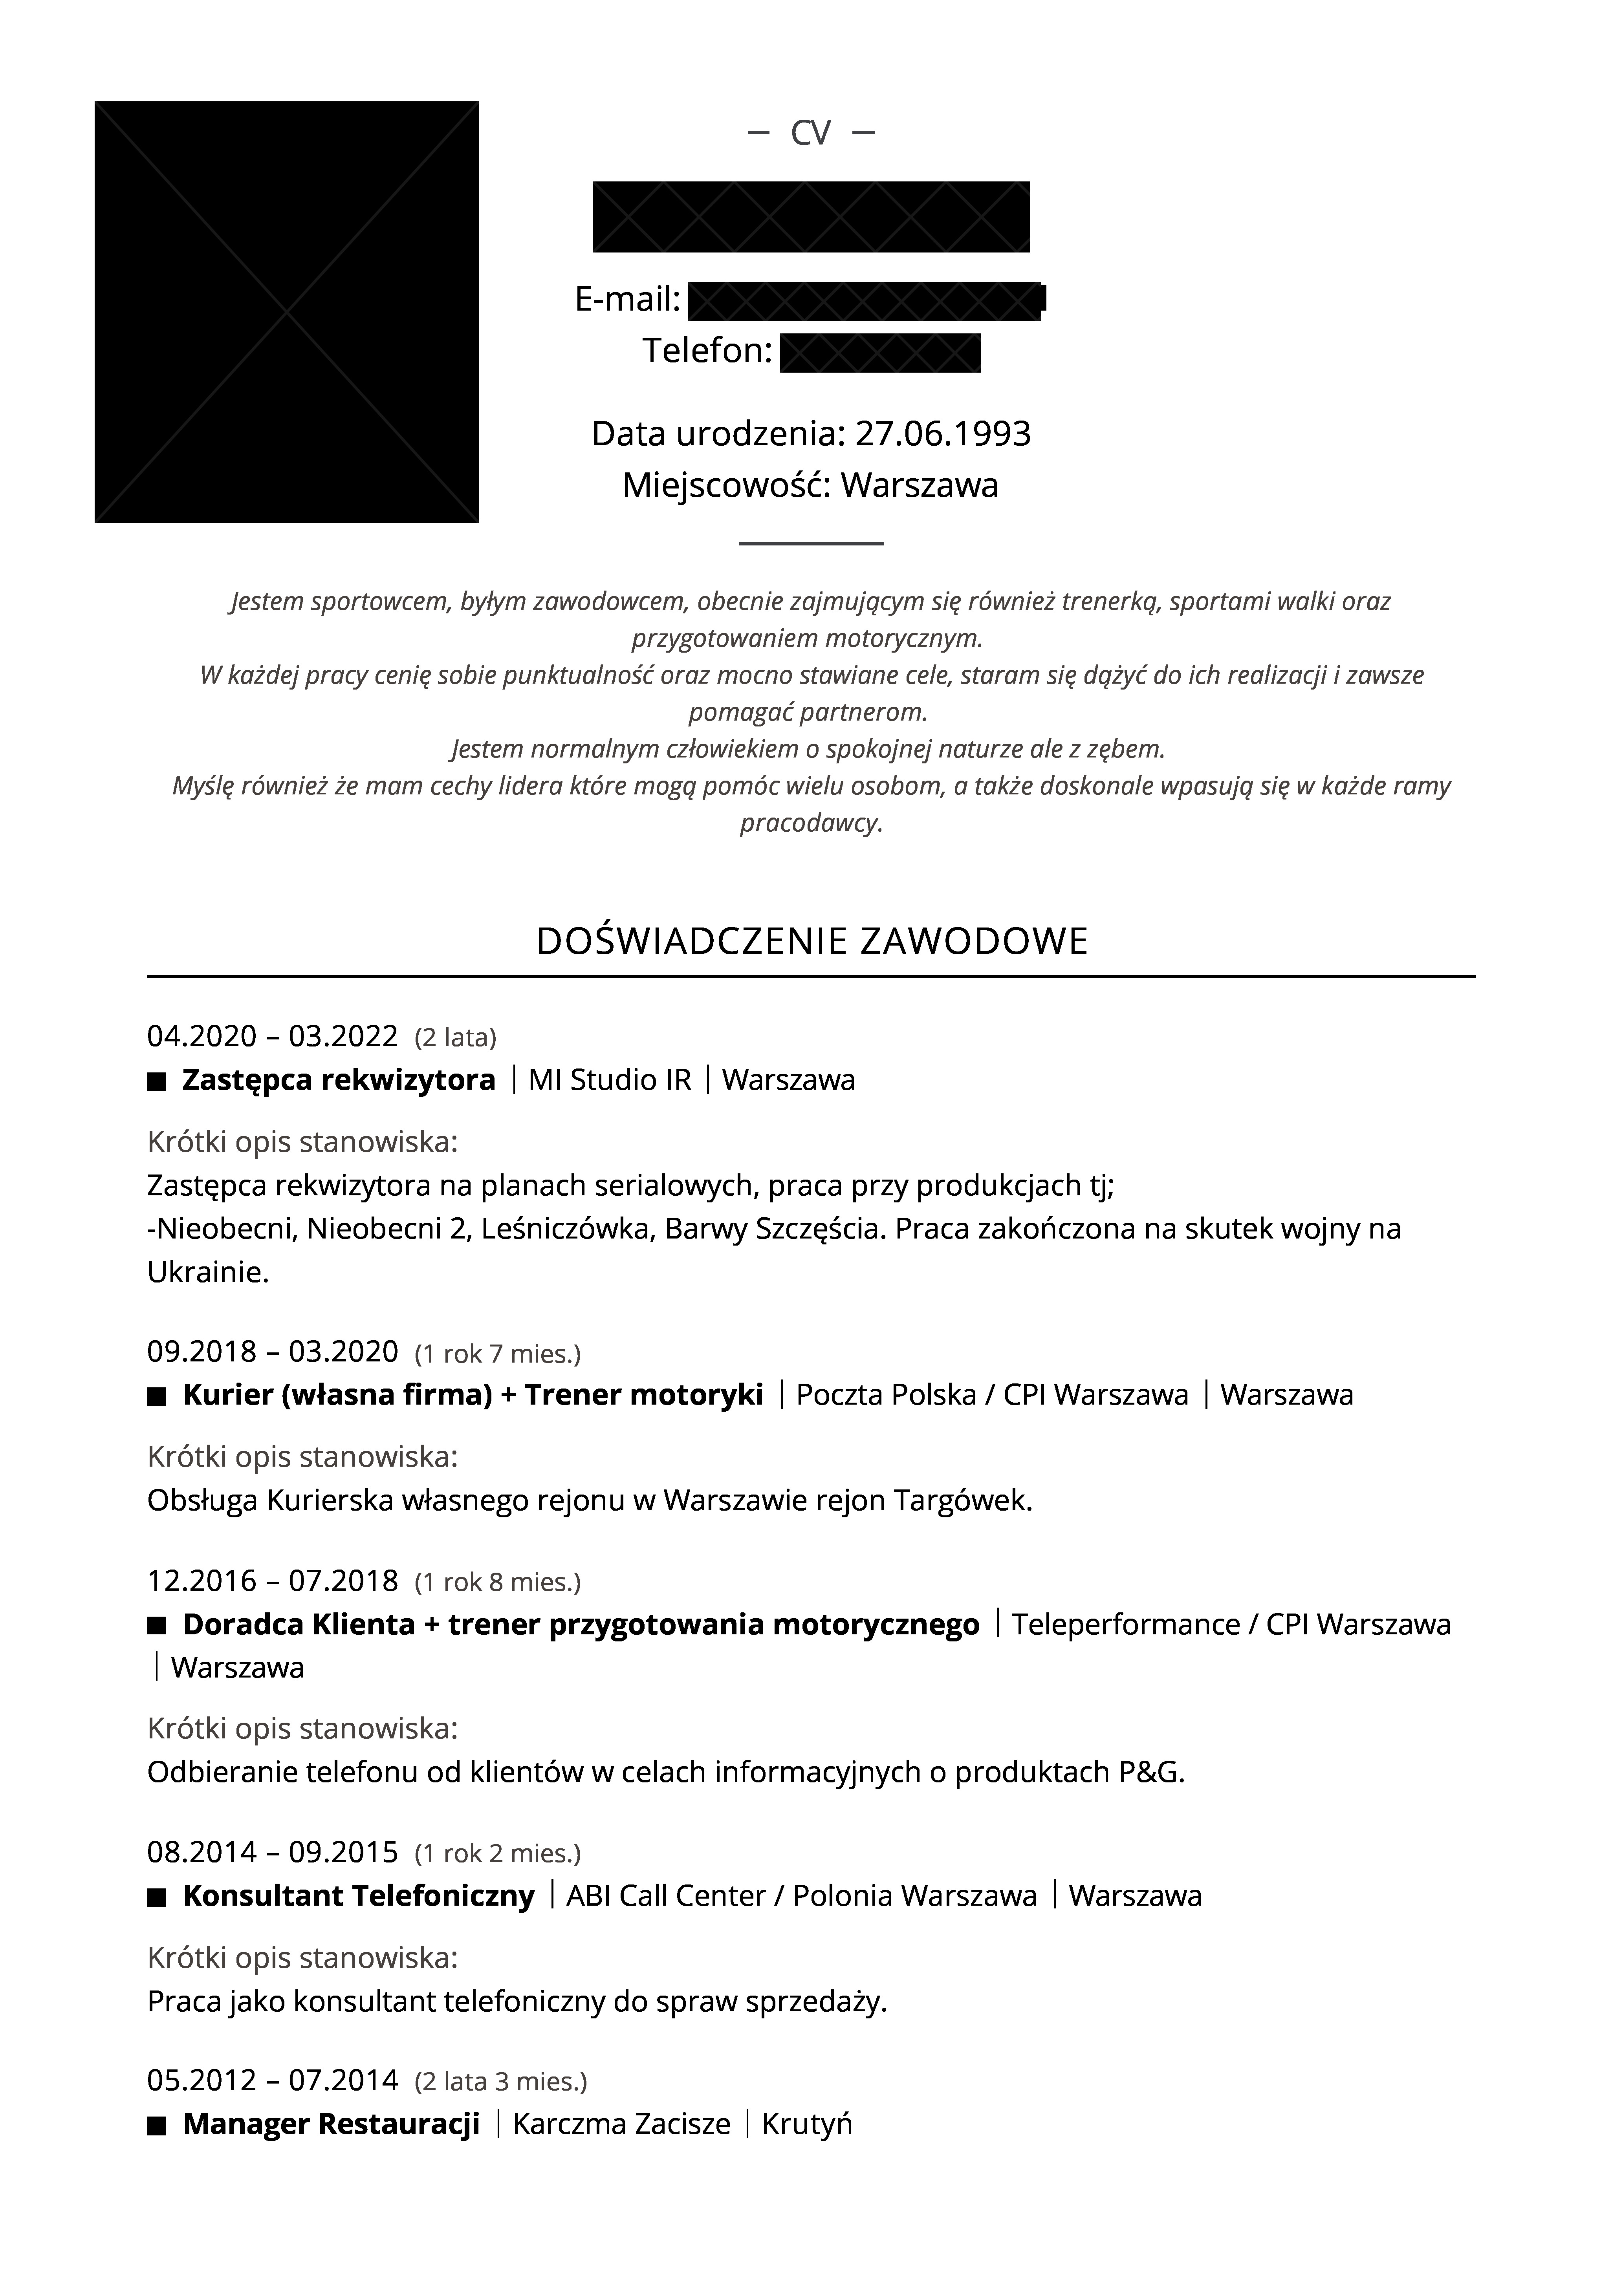 – CV –
E-mail:
Telefon:
Data urodzenia: 27.06.1993
Miejscowość: Warszawa
Jestem sportowcem, byłym zawodowcem, obecnie zajmującym się również trenerką, sportami walki oraz
przygotowaniem motorycznym.
W każdej pracy cenię sobie punktualność oraz mocno stawiane cele, staram się dążyć do ich realizacji i zawsze
pomagać partnerom.
Jestem normalnym człowiekiem o spokojnej naturze ale z zębem.
Myślę również że mam cechy lidera które mogą pomóc wielu osobom, a także doskonale wpasują się w każde ramy
pracodawcy.
DOŚWIADCZENIE ZAWODOWE
04.2020 – 03.2022 (2 lata)
■ Zastępca rekwizytora | MI Studio IR | Warszawa
Krótki opis stanowiska:
Zastępca rekwizytora na planach serialowych, praca przy produkcjach tj;
-Nieobecni, Nieobecni 2, Leśniczówka, Barwy Szczęścia. Praca zakończona na skutek wojny na
Ukrainie.
09.2018 – 03.2020 (1 rok 7 mies.)
■ Kurier (własna firma) + Trener motoryki | Poczta Polska / CPI Warszawa | Warszawa
Krótki opis stanowiska:
Obsługa Kurierska własnego rejonu w Warszawie rejon Targówek.
12.2016 – 07.2018 (1 rok 8 mies.)
■ Doradca Klienta + trener przygotowania motorycznego | Teleperformance / CPI Warszawa
| Warszawa
Krótki opis stanowiska:
Odbieranie telefonu od klientów w celach informacyjnych o produktach P&G.
08.2014 – 09.2015 (1 rok 2 mies.)
■ Konsultant Telefoniczny | ABI Call Center / Polonia Warszawa | Warszawa
Krótki opis stanowiska:
Praca jako konsultant telefoniczny do spraw sprzedaży.
05.2012 – 07.2014 (2 lata 3 mies.)
■ Manager Restauracji | Karczma Zacisze | Krutyń